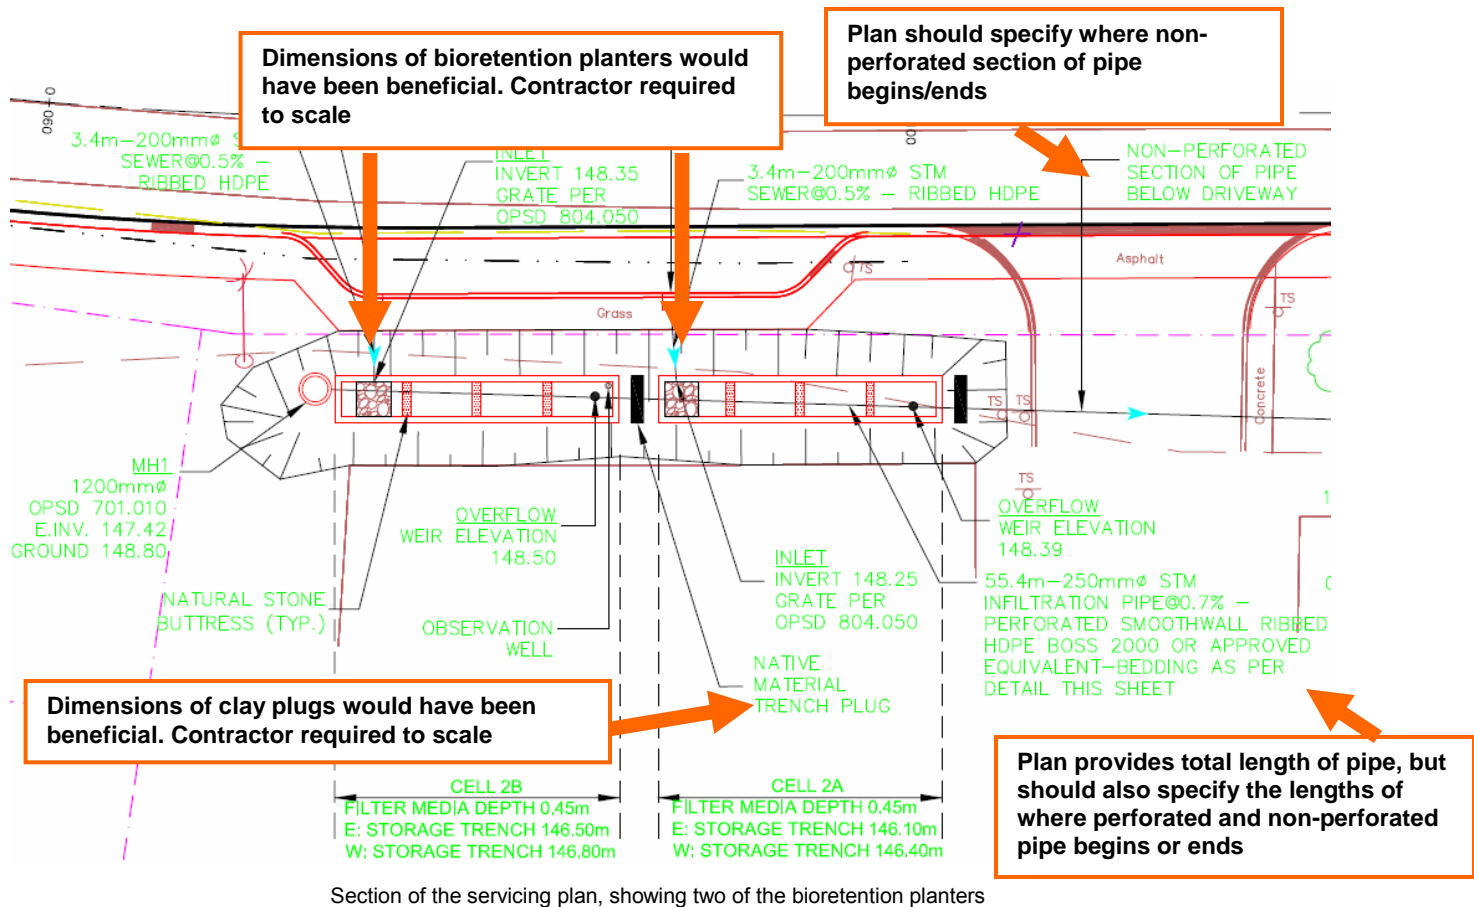 Dimensions of bioretention planters would
have been beneficial. Contractor required
to scale
Plan should specify where non-
perforated section of pipe
begins/ends
0+060
3.4m–200mmø S
SEWER@0.5% –
RIBBED HDPE
INLET
INVERT 148.35
GRATE PER
OPSD 804.050
3.4m–200mmø STM
SEWER@0.5% – RIBBED HDPE
NON–PERFORATED
SECTION OF PIPE
BELOW DRIVEWAY
TS
Asphalt
TS
Grass
TS
TS
Concrete
TS
MH1
1200mmø
OPSD 701.010
E.INV. 147.42
GROUND 148.80
OVERFLOW
WEIR ELEVATION
148.50
INLET
INVERT 148.25
GRATE PER
OPSD 804.050
OVERFLOW
WEIR ELEVATION
148.39
NATURAL STONE
BUTTRESS (TYP.)
OBSERVATION
WELL
NATIVE
MATERIAL
TRENCH PLUG
55.4m–250mmø STM
INFILTRATION PIPE@0.7% –
PERFORATED SMOOTHWALL RIBBED
HDPE BOSS 2000 OR APPROVED
EQUIVALENT–BEDDING AS PER
DETAIL THIS SHEET
Dimensions of clay plugs would have been
beneficial. Contractor required to scale
Plan provides total length of pipe, but
should also specify the lengths of
where perforated and non-perforated
pipe begins or ends
CELL 2B
FILTER MEDIA DEPTH 0.45m
E: STORAGE TRENCH 146.50m
W: STORAGE TRENCH 146.80m
CELL 2A
FILTER MEDIA DEPTH 0.45m
E: STORAGE TRENCH 146.10m
W: STORAGE TRENCH 146.40m
Section of the servicing plan, showing two of the bioretention planters